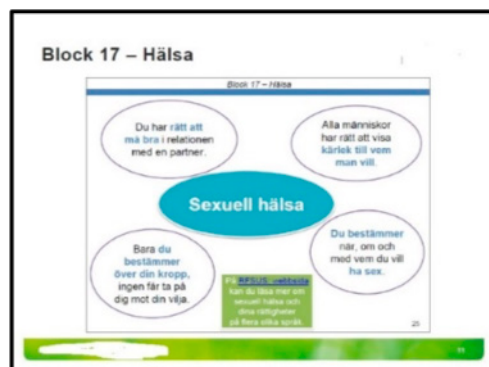 Block 17 – Hälsa
Block 17 – Hälsa
Du har rätt att
må bra i relationen
med en partner.
Alla människor
har rätt att visa
kärlek till vem
man vill.
Sexuell hälsa
Bara du
bestämmer
över din kropp,
ingen får ta på
dig mot din vilja.
Du bestämmer
när, om och
med vem du vill
ha sex.
På RFSUS webbsida
kan du läsa mer om
sexuell hälsa och
dina rättigheter
på flera olika språk.
25